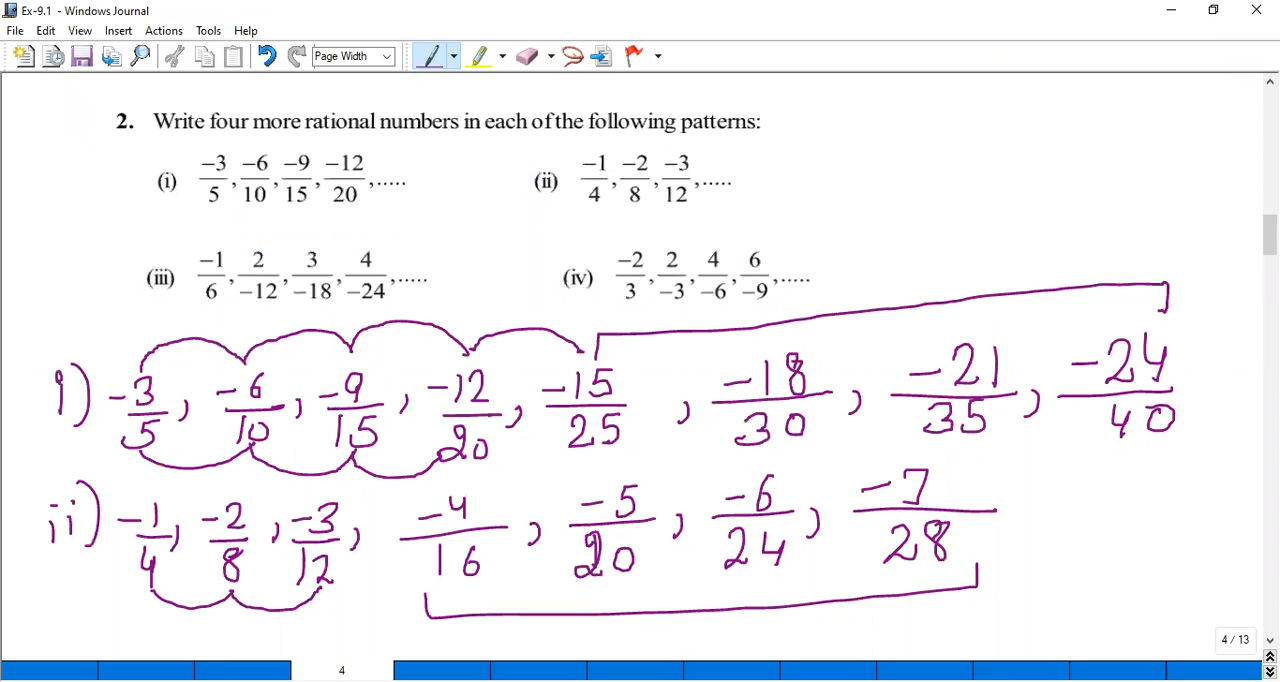 Ex-9.1 - Windows Journal
File Edit View Insert Actions Tools Help
Page Width
2. Write four more rational numbers in each of the following patterns:
(i) −3/5, −6/10, −9/15, −12/20, ..... (ii) −1/4, −2/8, −3/12, .....
(iii) −1/6, 2/−12, 3/−18, 4/−24, ..... (iv) −2/3, 2/−3, 4/−6, 6/−9, .....
i) -3/5, -6/10, -9/15, -12/20, -15/25, -18/30, -21/35, -24/40
ii) -1/4, -2/8, -3/12, -4/16, -5/20, -6/24, -7/28
4 / 13
4